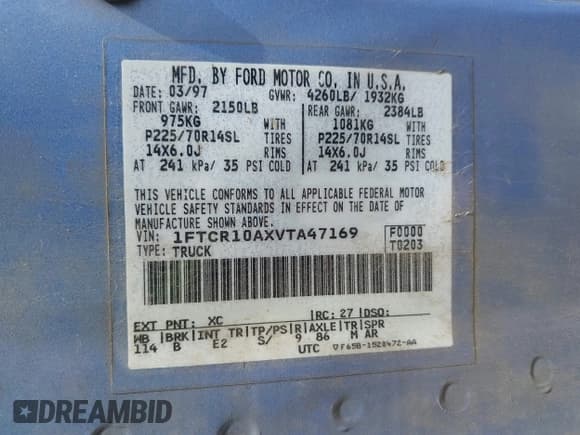 MFD. BY FORD MOTOR CO. IN U.S.A.
DATE: 03/97 GVWR: 4260LB/ 1932KG
FRONT GAWR: 2150LB REAR GAWR: 2384LB
975KG WITH 1081KG WITH
P225/70R14SL TIRES P225/70R14SL TIRES
14X6.0J RIMS 14X6.0J RIMS
AT 241 kPa/ 35 PSI COLD AT 241 kPa/ 35 PSI COLD
THIS VEHICLE CONFORMS TO ALL APPLICABLE FEDERAL MOTOR
VEHICLE SAFETY STANDARDS IN EFFECT ON THE DATE OF
MANUFACTURE SHOWN ABOVE.
VIN: 1FTCR10AXVTA47169 F0000
TYPE: TRUCK T0203
EXT PNT: XC RC: 27 DSO:
WB BRK INT TR TP/PS R AXLE TR SPR
114 B E2 S/ 9 86 M AR
UTC F65B-1520472-AA
DREAMBID